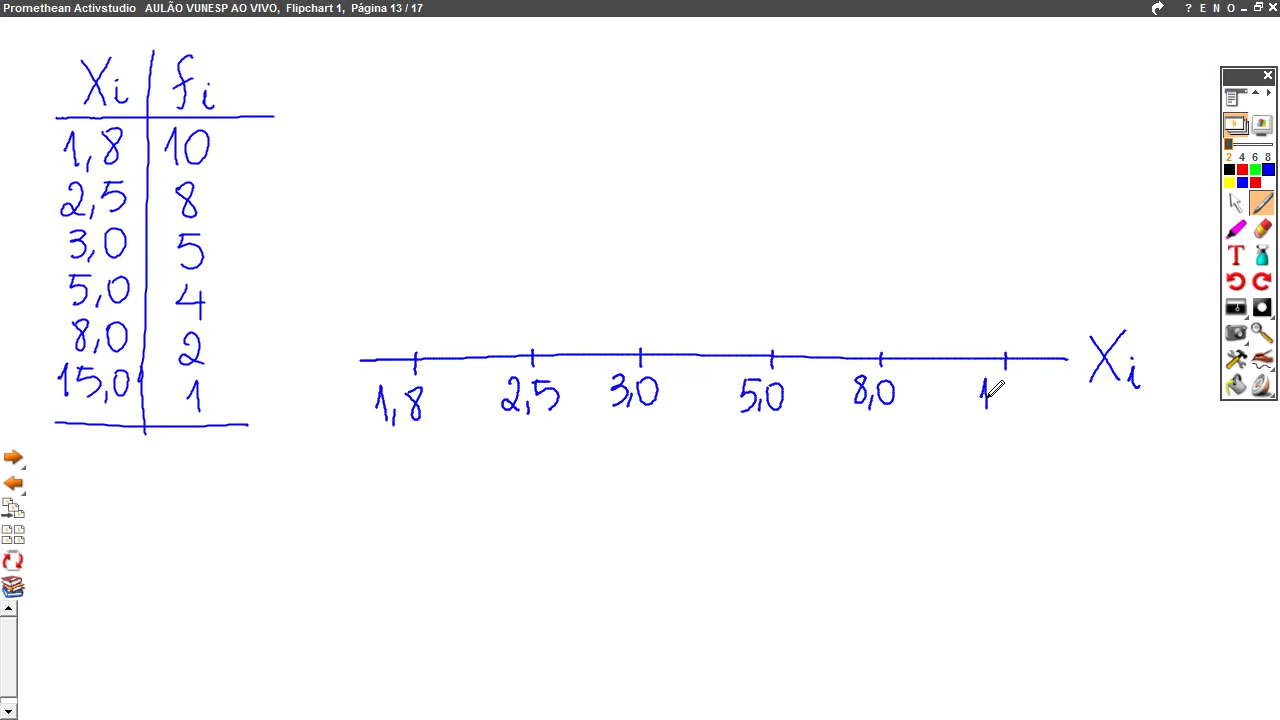 Promethean Activstudio AULÃO VUNESP AO VIVO, Flipchart 1, Página 13 / 17
? E N O
Xi fi
1,8 10
2,5 8
3,0 5
5,0 4
8,0 2
15,0 1
Xi
1,8 2,5 3,0 5,0 8,0 1
2 4 6 8
T